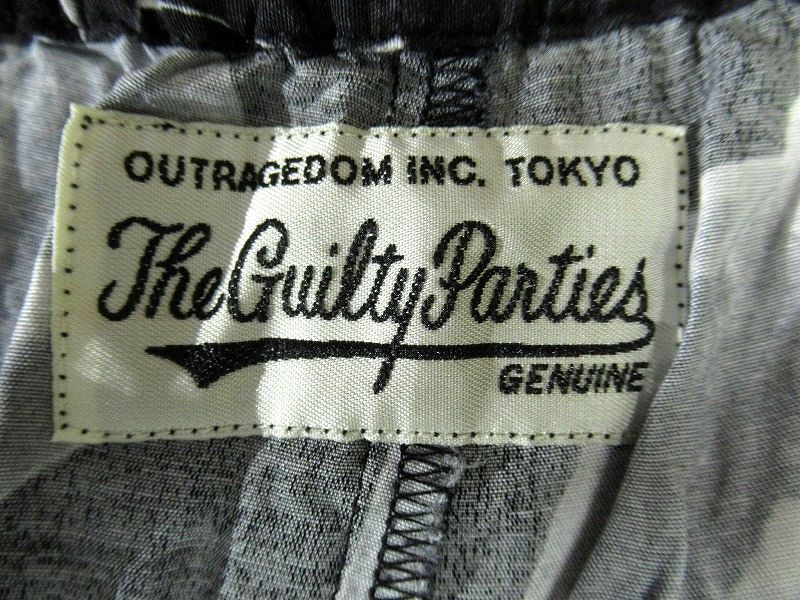 OUTRAGEDOM INC. TOKYO
The Guilty Parties
GENUINE